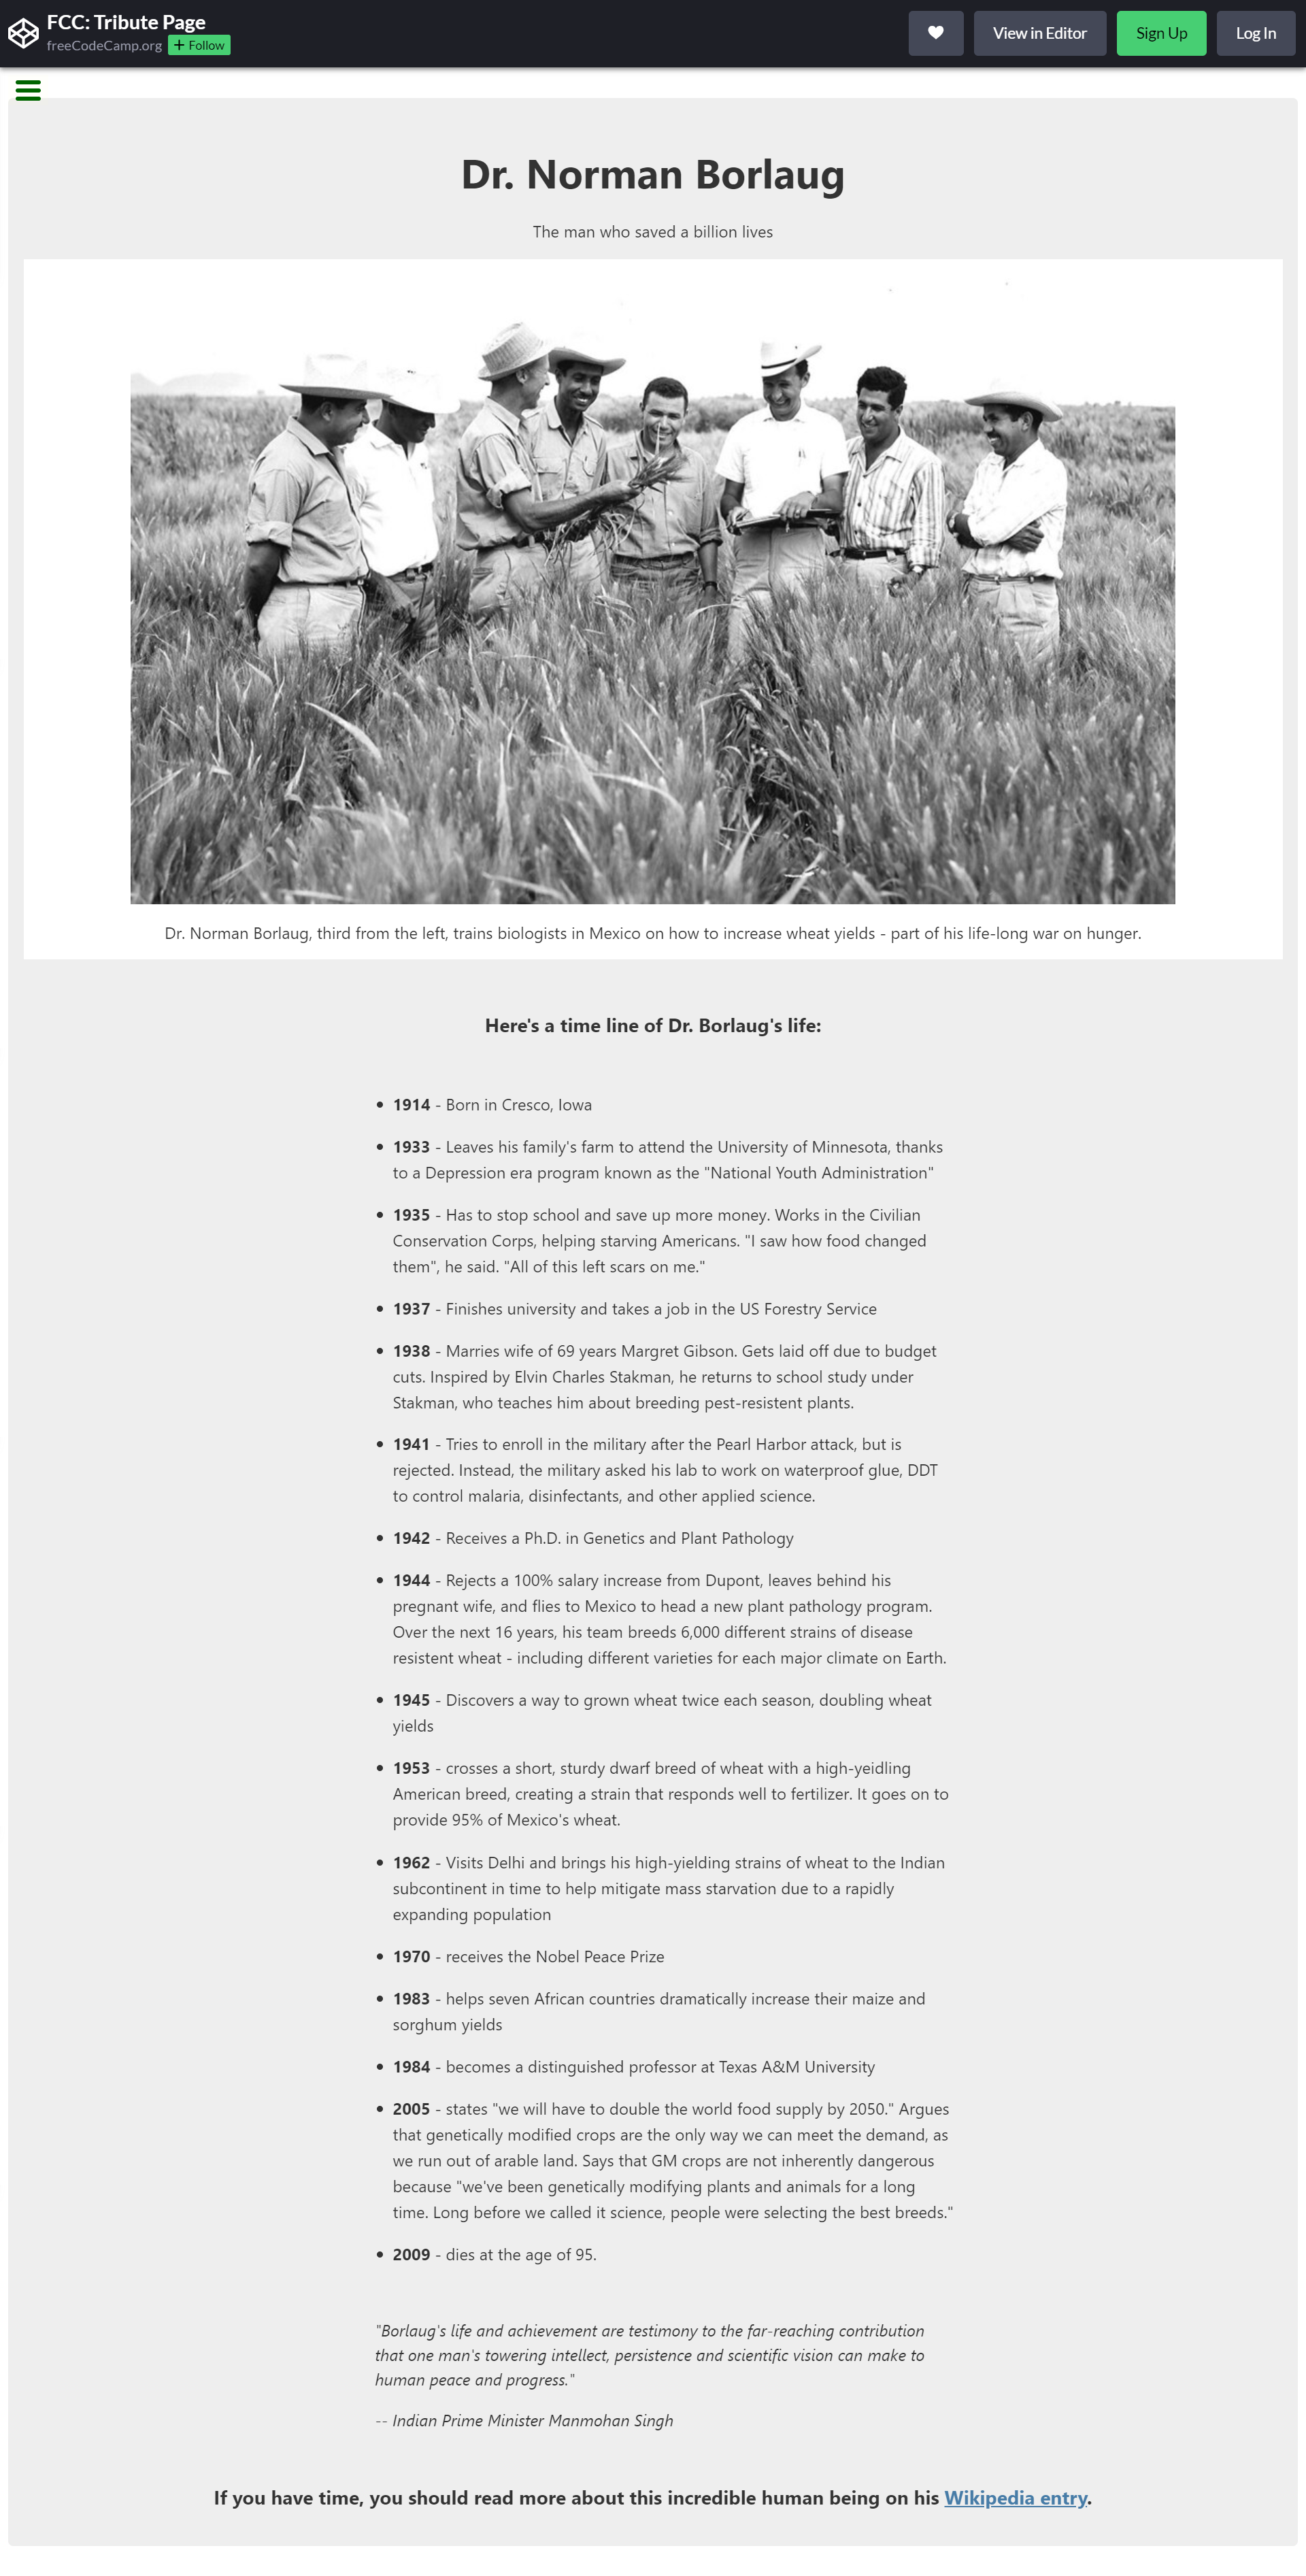 FCC: Tribute Page
freeCodeCamp.org + Follow
View in Editor
Sign Up
Log In
Dr. Norman Borlaug
The man who saved a billion lives
Dr. Norman Borlaug, third from the left, trains biologists in Mexico on how to increase wheat yields - part of his life-long war on hunger.
Here's a time line of Dr. Borlaug's life:
• 1914 - Born in Cresco, Iowa
• 1933 - Leaves his family's farm to attend the University of Minnesota, thanks
to a Depression era program known as the "National Youth Administration"
• 1935 - Has to stop school and save up more money. Works in the Civilian
Conservation Corps, helping starving Americans. "I saw how food changed
them", he said. "All of this left scars on me."
• 1937 - Finishes university and takes a job in the US Forestry Service
• 1938 - Marries wife of 69 years Margret Gibson. Gets laid off due to budget
cuts. Inspired by Elvin Charles Stakman, he returns to school study under
Stakman, who teaches him about breeding pest-resistent plants.
• 1941 - Tries to enroll in the military after the Pearl Harbor attack, but is
rejected. Instead, the military asked his lab to work on waterproof glue, DDT
to control malaria, disinfectants, and other applied science.
• 1942 - Receives a Ph.D. in Genetics and Plant Pathology
• 1944 - Rejects a 100% salary increase from Dupont, leaves behind his
pregnant wife, and flies to Mexico to head a new plant pathology program.
Over the next 16 years, his team breeds 6,000 different strains of disease
resistent wheat - including different varieties for each major climate on Earth.
• 1945 - Discovers a way to grown wheat twice each season, doubling wheat
yields
• 1953 - crosses a short, sturdy dwarf breed of wheat with a high-yeidling
American breed, creating a strain that responds well to fertilizer. It goes on to
provide 95% of Mexico's wheat.
• 1962 - Visits Delhi and brings his high-yielding strains of wheat to the Indian
subcontinent in time to help mitigate mass starvation due to a rapidly
expanding population
• 1970 - receives the Nobel Peace Prize
• 1983 - helps seven African countries dramatically increase their maize and
sorghum yields
• 1984 - becomes a distinguished professor at Texas A&M University
• 2005 - states "we will have to double the world food supply by 2050." Argues
that genetically modified crops are the only way we can meet the demand, as
we run out of arable land. Says that GM crops are not inherently dangerous
because "we've been genetically modifying plants and animals for a long
time. Long before we called it science, people were selecting the best breeds."
• 2009 - dies at the age of 95.
"Borlaug's life and achievement are testimony to the far-reaching contribution
that one man's towering intellect, persistence and scientific vision can make to
human peace and progress."
-- Indian Prime Minister Manmohan Singh
If you have time, you should read more about this incredible human being on his Wikipedia entry.